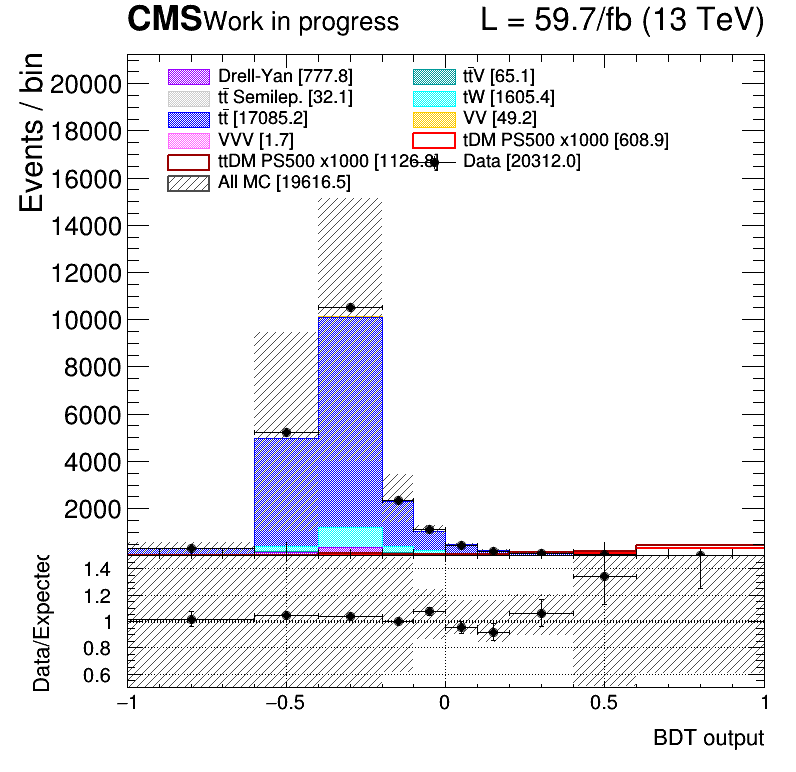 CMS Work in progress L = 59.7/fb (13 TeV)
Events / bin
20000
18000
16000
14000
12000
10000
8000
6000
4000
2000
Drell-Yan [777.8]
tt̄V [65.1]
tt̄ Semilep. [32.1]
tW [1605.4]
tt̄ [17085.2]
VV [49.2]
VVV [1.7]
tDM PS500 x1000 [608.9]
ttDM PS500 x1000 [1126.8]
Data [20312.0]
All MC [19616.5]
Data/Expected
1.4
1.2
1
0.8
0.6
−1 −0.5 0 0.5 1
BDT output